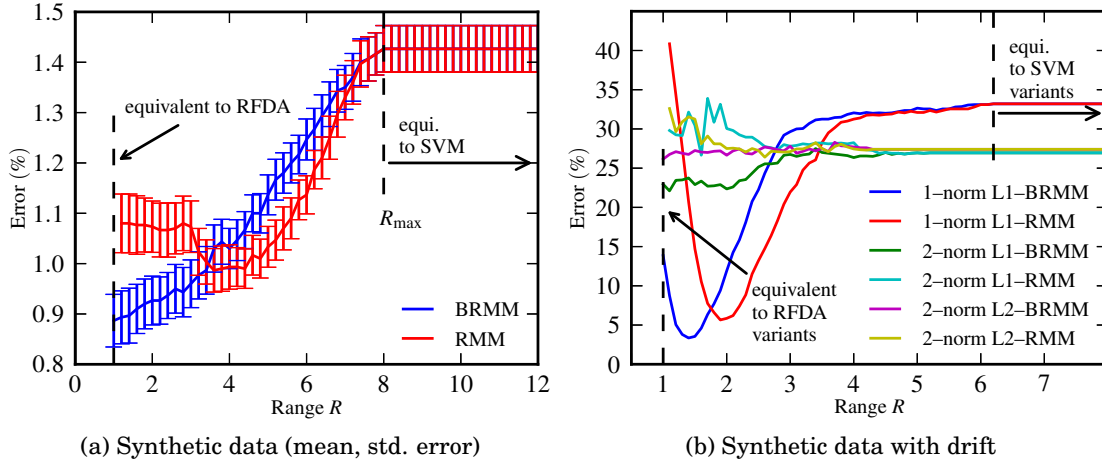 1.5
1.4
1.3
1.2
1.1
1.0
0.9
0.8
Error (%)
equivalent to RFDA
equi.
to SVM
R_max
BRMM
RMM
0 2 4 6 8 10 12
Range R
(a) Synthetic data (mean, std. error)
40
35
30
25
20
15
10
5
0
Error (%)
equi.
to SVM
variants
1–norm L1–BRMM
1–norm L1–RMM
2–norm L1–BRMM
2–norm L1–RMM
2–norm L2–BRMM
2–norm L2–RMM
equivalent
to RFDA
variants
1 2 3 4 5 6 7
Range R
(b) Synthetic data with drift